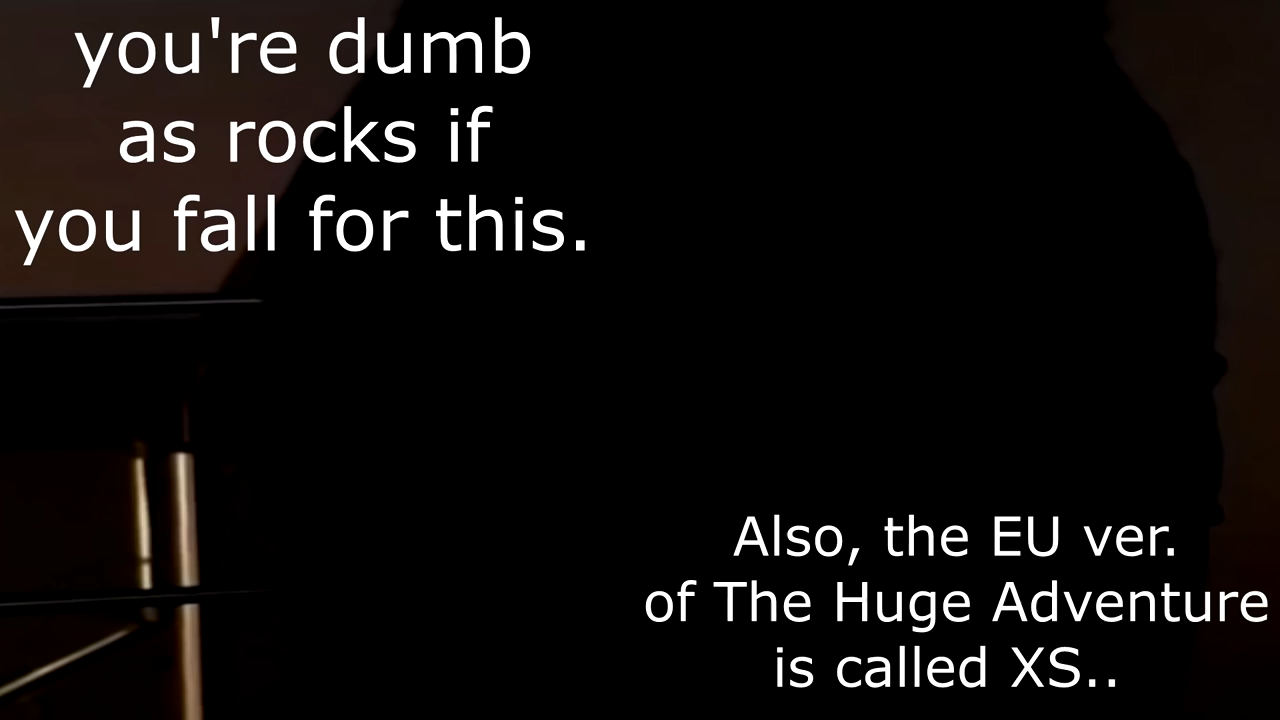 you're dumb
as rocks if
you fall for this.
Also, the EU ver.
of The Huge Adventure
is called XS..